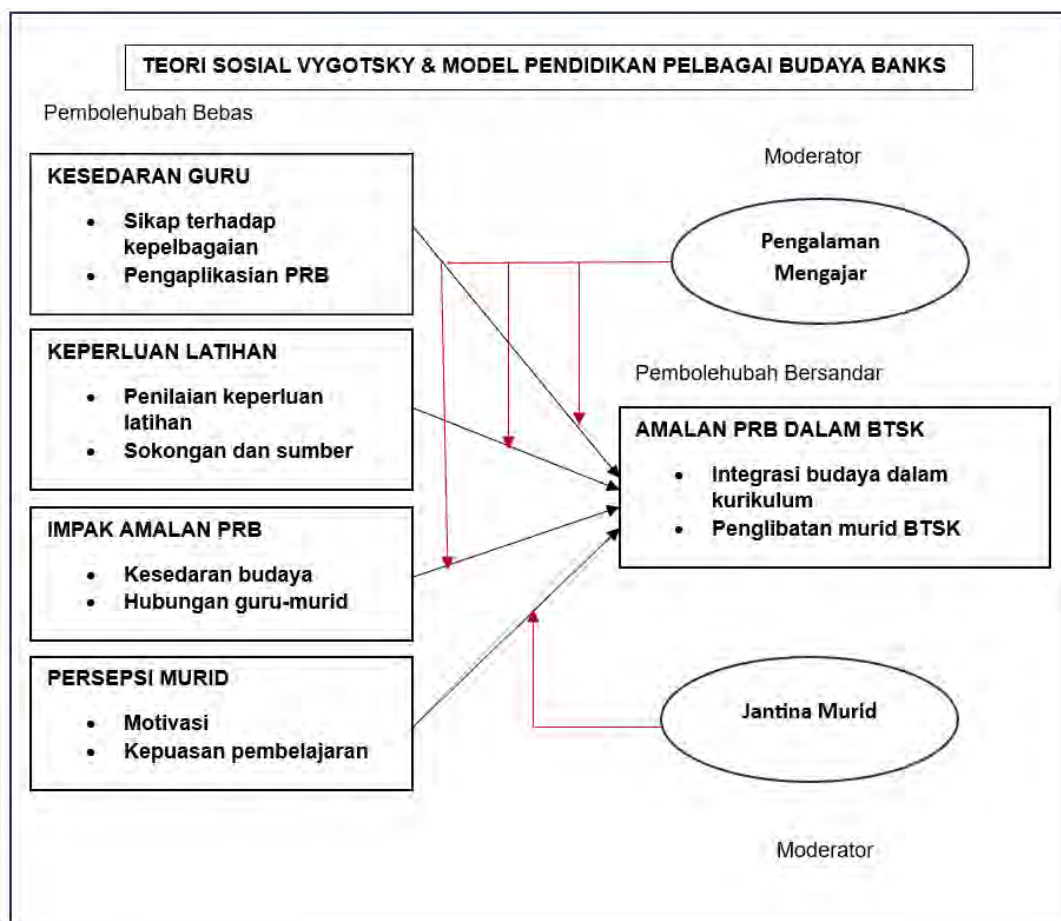 TEORI SOSIAL VYGOTSKY & MODEL PENDIDIKAN PELBAGAI BUDAYA BANKS
Pembolehubah Bebas
KESEDARAN GURU
• Sikap terhadap
kepelbagaian
• Pengaplikasian PRB
KEPERLUAN LATIHAN
• Penilaian keperluan
latihan
• Sokongan dan sumber
IMPAK AMALAN PRB
• Kesedaran budaya
• Hubungan guru-murid
PERSEPSI MURID
• Motivasi
• Kepuasan pembelajaran
Moderator
Pengalaman
Mengajar
Pembolehubah Bersandar
AMALAN PRB DALAM BTSK
• Integrasi budaya dalam
kurikulum
• Penglibatan murid BTSK
Jantina Murid
Moderator